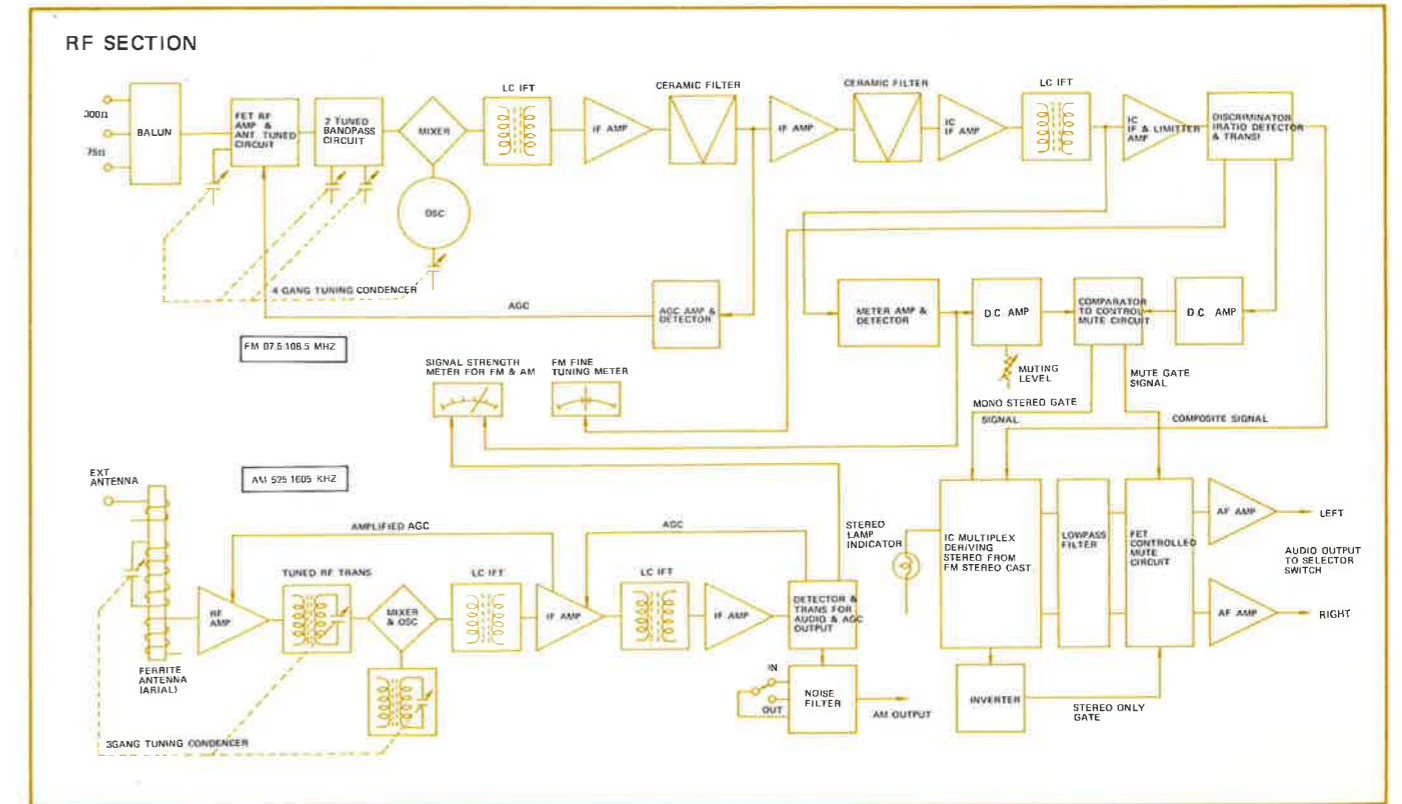 RF SECTION
300Ω
75Ω
BALUN
FET RF
AMP &
ANT. TUNED
CIRCUIT
2 TUNED
BANDPASS
CIRCUIT
MIXER
OSC
LC IFT
IF AMP
CERAMIC FILTER
IF AMP
CERAMIC FILTER
IC
IF AMP
LC IFT
IC
IF & LIMITTER
AMP
DISCRIMINATOR
(RATIO DETECTOR
& TRANS)
4 GANG TUNING CONDENCER
AGC
AGC AMP &
DETECTOR
METER AMP &
DETECTOR
D.C. AMP
COMPARATOR
TO CONTROL
MUTE CIRCUIT
D.C. AMP
FM 87.5-108.5 MHZ
SIGNAL STRENGTH
METER FOR FM & AM
FM FINE
TUNING METER
MUTING
LEVEL
MUTE GATE
SIGNAL
MONO STEREO GATE
SIGNAL
COMPOSITE SIGNAL
EXT
ANTENNA
AM 525 1605 KHZ
AMPLIFIED AGC
AGC
STEREO
LAMP
INDICATOR
IC MULTIPLEX
DERIVING
STEREO FROM
FM STEREO CAST.
LOWPASS
FILTER
FET
CONTROLLED
MUTE
CIRCUIT
AF AMP
LEFT
AUDIO OUTPUT
TO SELECTOR
SWITCH
AF AMP
RIGHT
RF
AMP
TUNED RF TRANS
MIXER
& OSC
LC IFT
IF AMP
LC IFT
IF AMP
DETECTOR &
TRANS FOR
AUDIO & AGC
OUTPUT
FERRITE
ANTENNA
(ARIAL)
IN
OUT
NOISE
FILTER
AM OUTPUT
INVERTER
STEREO ONLY
GATE
3GANG TUNING CONDENCER